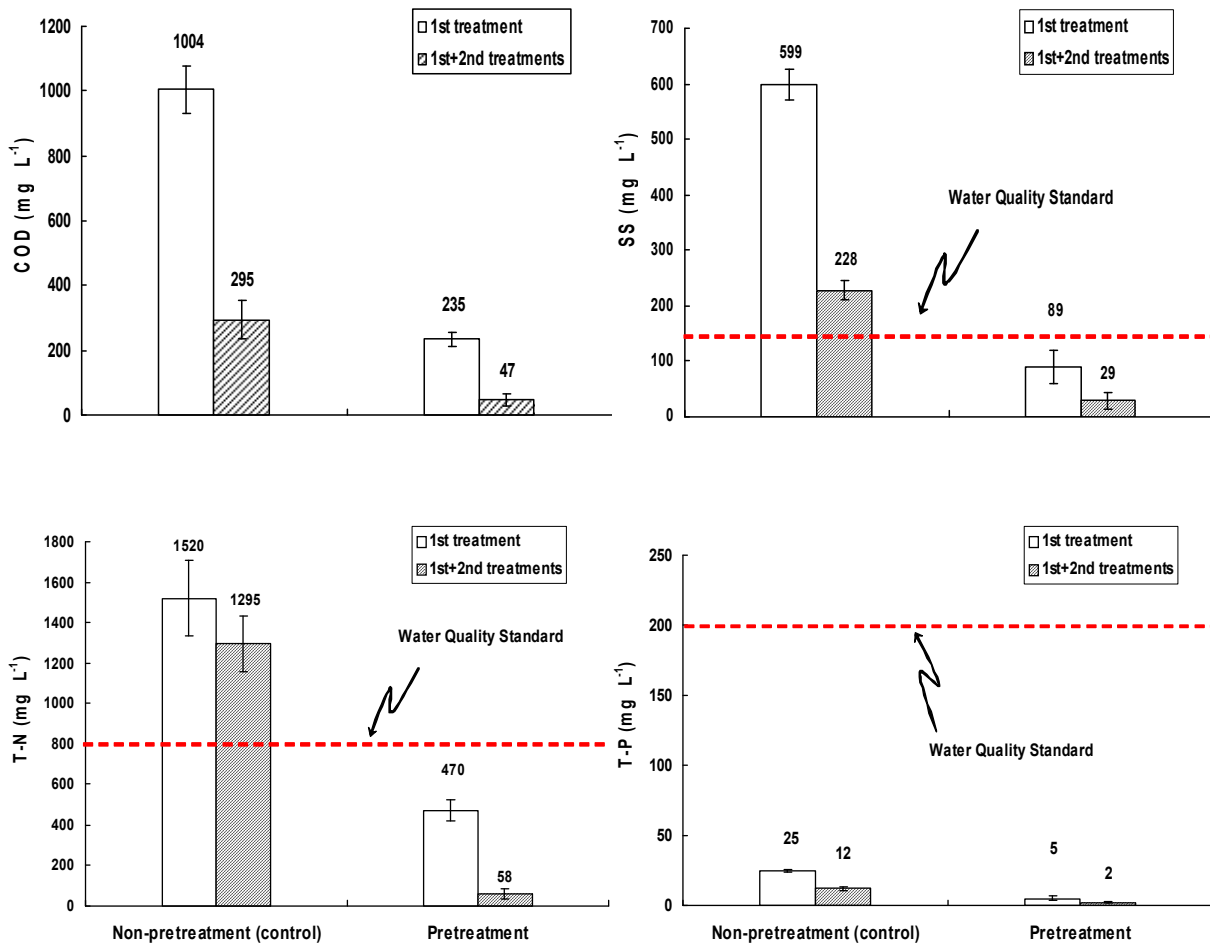 1st treatment
1st+2nd treatments
COD (mg L-1)
1200
1000
800
600
400
200
0
1004
295
235
47
1st treatment
1st+2nd treatments
SS (mg L-1)
700
600
500
400
300
200
100
0
599
228
89
29
Water Quality Standard
1st treatment
1st+2nd treatments
T-N (mg L-1)
1800
1600
1400
1200
1000
800
600
400
200
0
1520
1295
470
58
Water Quality Standard
Non-pretreatment (control) Pretreatment
1st treatment
1st+2nd treatments
T-P (mg L-1)
250
200
150
100
50
0
25
12
5
2
Water Quality Standard
Non-pretreatment (control) Pretreatment